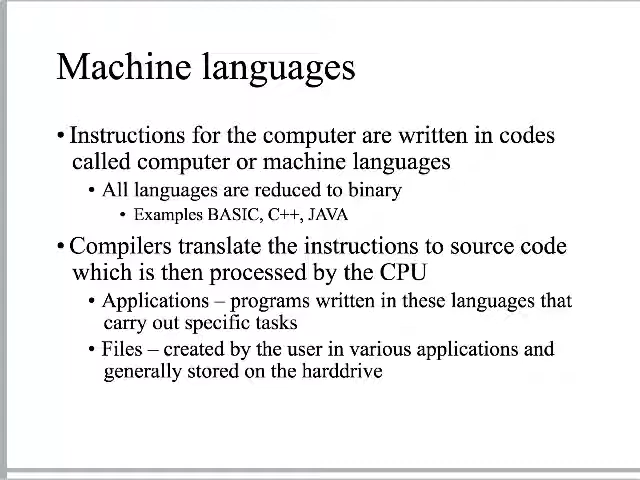 Machine languages
• Instructions for the computer are written in codes
called computer or machine languages
• All languages are reduced to binary
• Examples BASIC, C++, JAVA
• Compilers translate the instructions to source code
which is then processed by the CPU
• Applications – programs written in these languages that
carry out specific tasks
• Files – created by the user in various applications and
generally stored on the harddrive